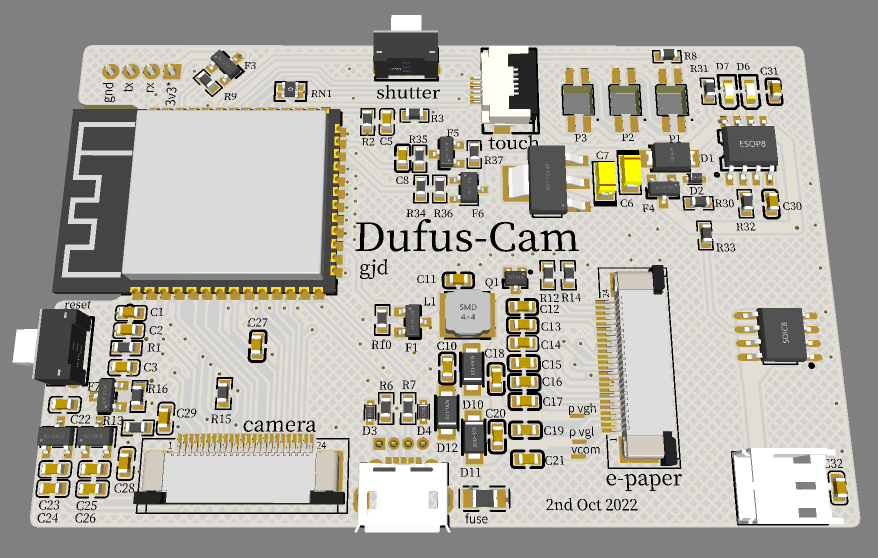 shutter
touch
gnd
tx
rx
3v3*
R9
F3
RN1
R2
C5
R3
R35
F5
R37
C8
R34
R36
F6
P3
P2
P1
R8
R31
D7
D6
C31
ESOP8
C7
C6
D1
F4
D2
R30
R32
C30
R33
Dufus-Cam
gjd
C11
Q1
R12
R14
L1
SMD
4×4
R10
F1
C12
C13
C14
C15
C16
C17
C10
C18
D10
D12
C20
D11
C19
C21
24
1
p vgh
p vgl
vcom
e-paper
SOIC8
C32
reset
C1
C2
R1
C3
R16
C22
R13
C29
C27
R15
R6
R7
D3
D4
camera
1
24
C28
C23
C25
C24
C26
fuse
2nd Oct 2022